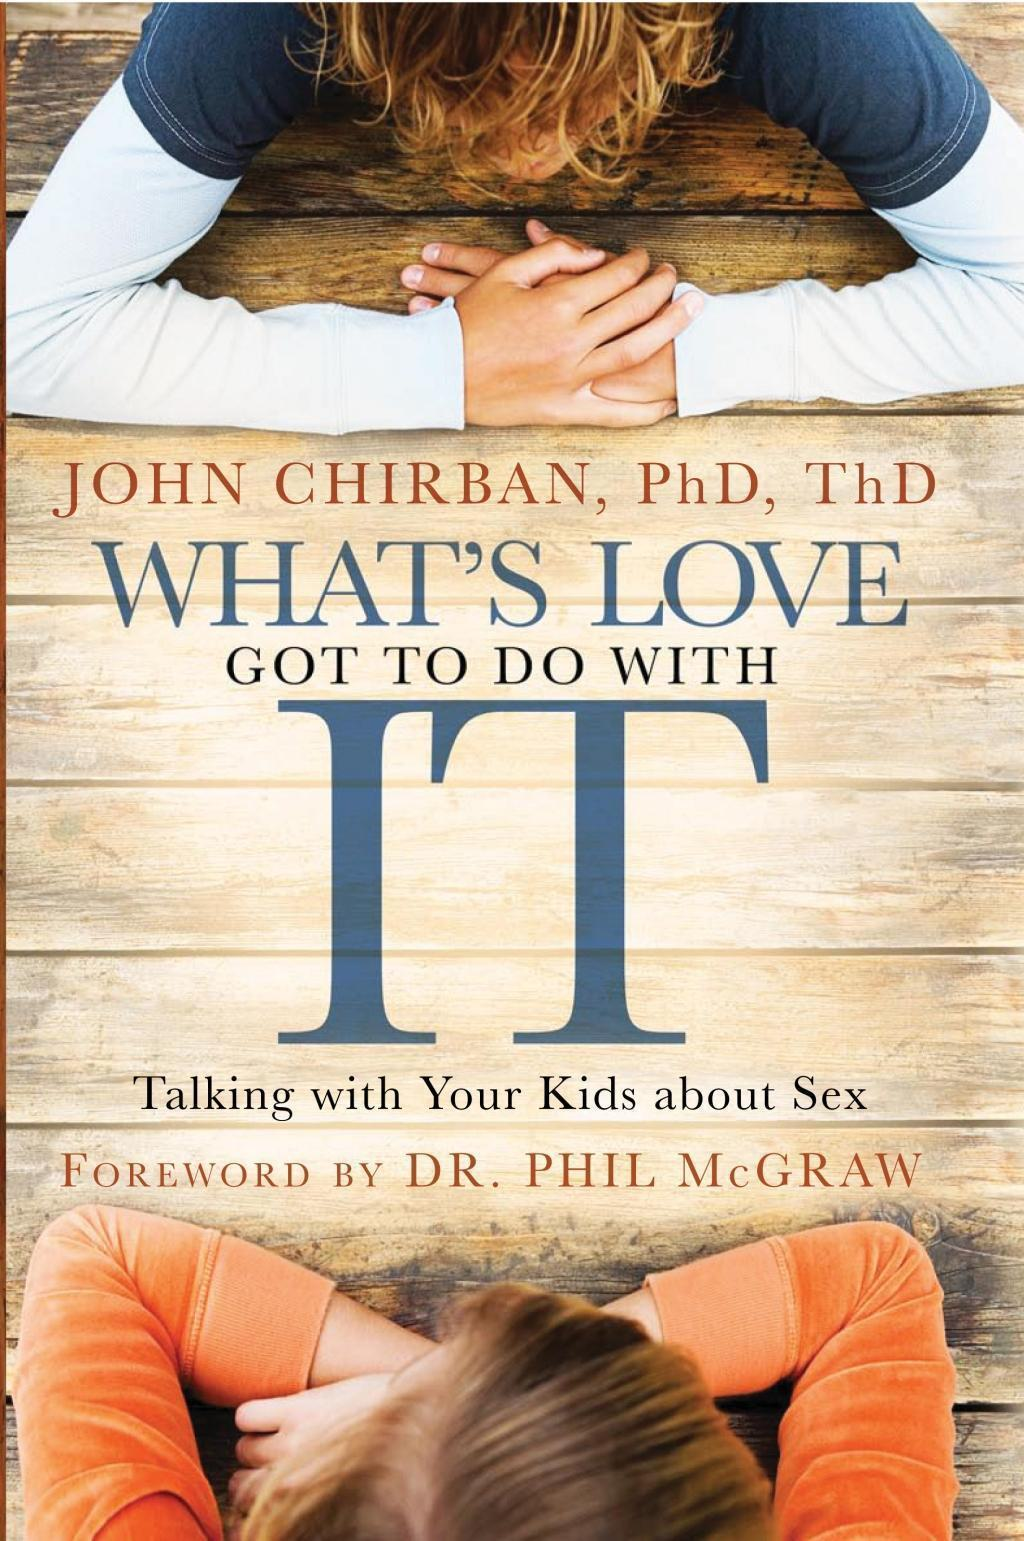 JOHN CHIRBAN, PhD, ThD
WHAT'S LOVE
GOT TO DO WITH
IT
Talking with Your Kids about Sex
FOREWORD BY DR. PHIL McGRAW